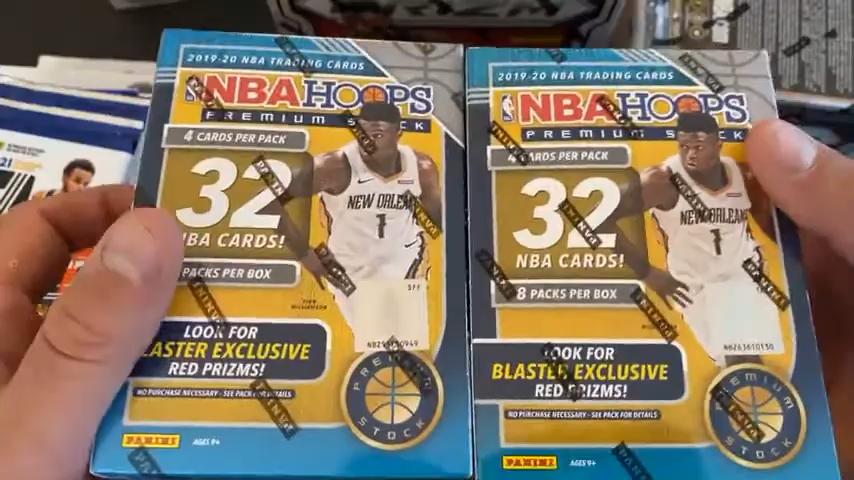 2019-20 NBA TRADING CARDS
NBA HOOPS
PREMIUM STOCK
4 CARDS PER PACK
32
NBA CARDS!
PACKS PER BOX
NEW ORLEANS
1
LOOK FOR
BLASTER EXCLUSIVE
RED PRIZMS!
NO PURCHASE NECESSARY • SEE PACK FOR DETAILS
PANINI
AGES 9+
PREMIUM
STOCK
2019-20 NBA TRADING CARDS
NBA HOOPS
PREMIUM STOCK
4 CARDS PER PACK
32
NBA CARDS!
8 PACKS PER BOX
NEW ORLEANS
1
LOOK FOR
BLASTER EXCLUSIVE
RED PRIZMS!
NO PURCHASE NECESSARY • SEE PACK FOR DETAILS
PANINI
AGES 9+
PREMIUM
STOCK